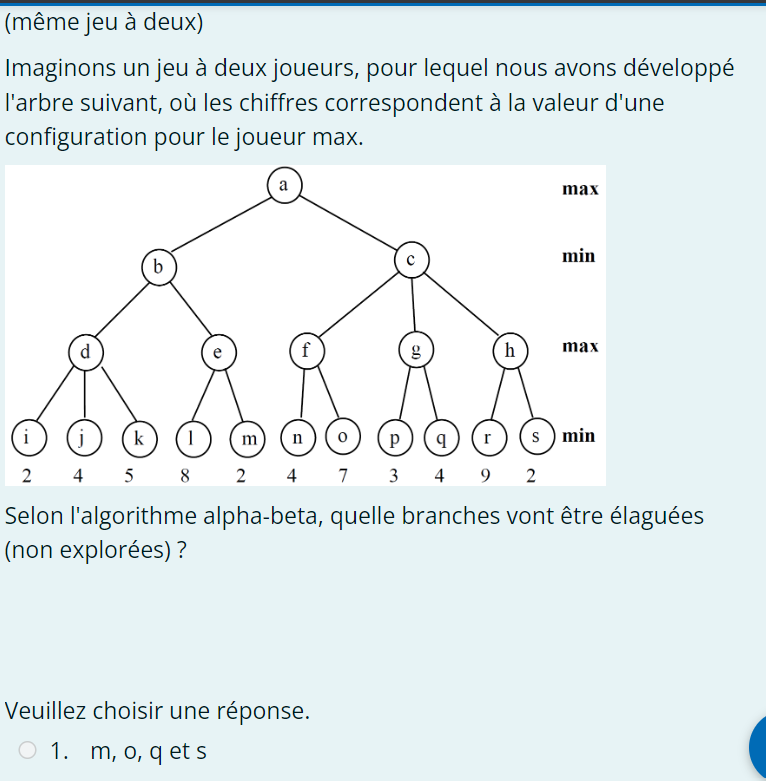 (même jeu à deux)
Imaginons un jeu à deux joueurs, pour lequel nous avons développé
l'arbre suivant, où les chiffres correspondent à la valeur d'une
configuration pour le joueur max.
a max
b c min
d e f g h max
i j k l m n o p q r s min
2 4 5 8 2 4 7 3 4 9 2
Selon l'algorithme alpha-beta, quelle branches vont être élaguées
(non explorées) ?
Veuillez choisir une réponse.
1. m, o, q et s